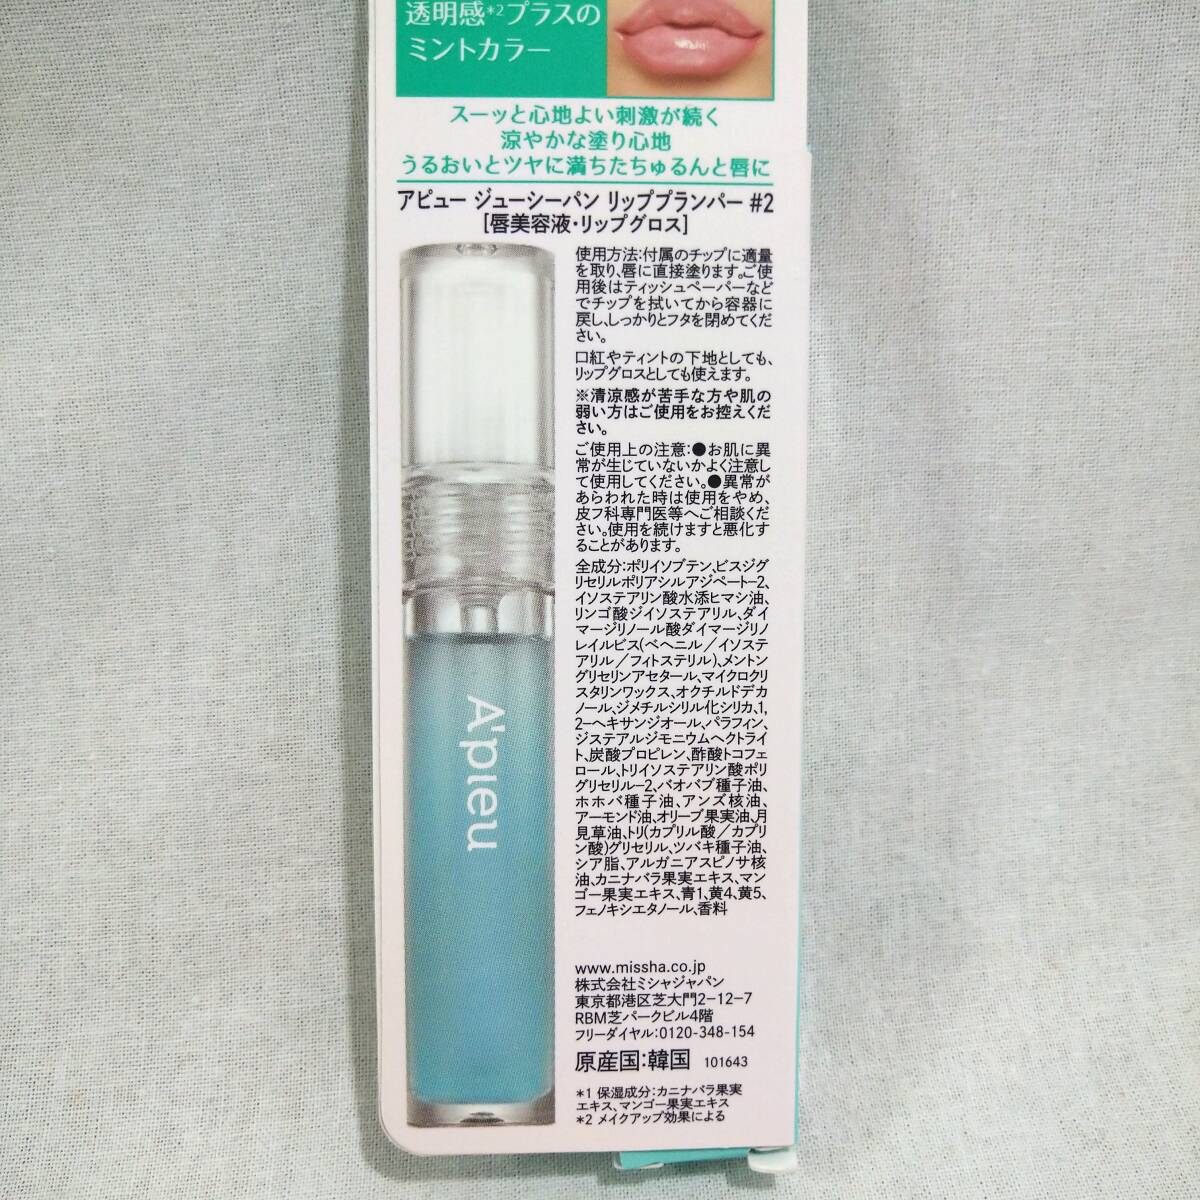 透明感*2プラスの
ミントカラー
スーッと心地よい刺激が続く
涼やかな塗り心地
うるおいとツヤに満ちたちゅるんと唇に
アピュー ジューシーパン リッププランパー #2
[唇美容液・リップグロス]
使用方法:付属のチップに適量
を取り、唇に直接塗ります。ご使
用後はティッシュペーパーなど
でチップを拭いてから容器に
戻し、しっかりとフタを閉めてくだ
さい。
口紅やティントの下地としても、
リップグロスとしても使えます。
※清涼感が苦手な方や肌の
弱い方はご使用をお控えくだ
さい。
ご使用上の注意:●お肌に異
常が生じていないかよく注意し
て使用してください。●異常が
あらわれた時は使用をやめ、
皮フ科専門医等へご相談くだ
さい。使用を続けますと悪化す
ることがあります。
全成分:ポリイソブテン、ビスジグ
リセリルポリアシルアジペート-2、
イソステアリン酸水添ヒマシ油、
リンゴ酸ジイソステアリル、ダイ
マージリノール酸ダイマージリノ
レイルビス(ベヘニル/イソステ
アリル/フィトステリル)、メントン
グリセリンアセタール、マイクロクリ
スタリンワックス、オクチルドデカ
ノール、ジメチルシリル化シリカ、1,
2-ヘキサンジオール、パラフィン、
ジステアルジモニウムヘクトライ
ト、炭酸プロピレン、酢酸トコフェ
ロール、トリイソステアリン酸ポリ
グリセリル-2、バオバブ種子油、
ホホバ種子油、アンズ核油、
アーモンド油、オリーブ果実油、月
見草油、トリ(カプリル酸/カプリ
ン酸)グリセリル、ツバキ種子油、
シア脂、アルガニアスピノサ核
油、カニナバラ果実エキス、マン
ゴー果実エキス、青1、黄4、黄5、
フェノキシエタノール、香料
A'pieu
www.missha.co.jp
株式会社ミシャジャパン
東京都港区芝大門2-12-7
RBM芝パークビル4階
フリーダイヤル:0120-348-154
原産国:韓国 101643
*1 保湿成分:カニナバラ果実
エキス、マンゴー果実エキス
*2 メイクアップ効果による